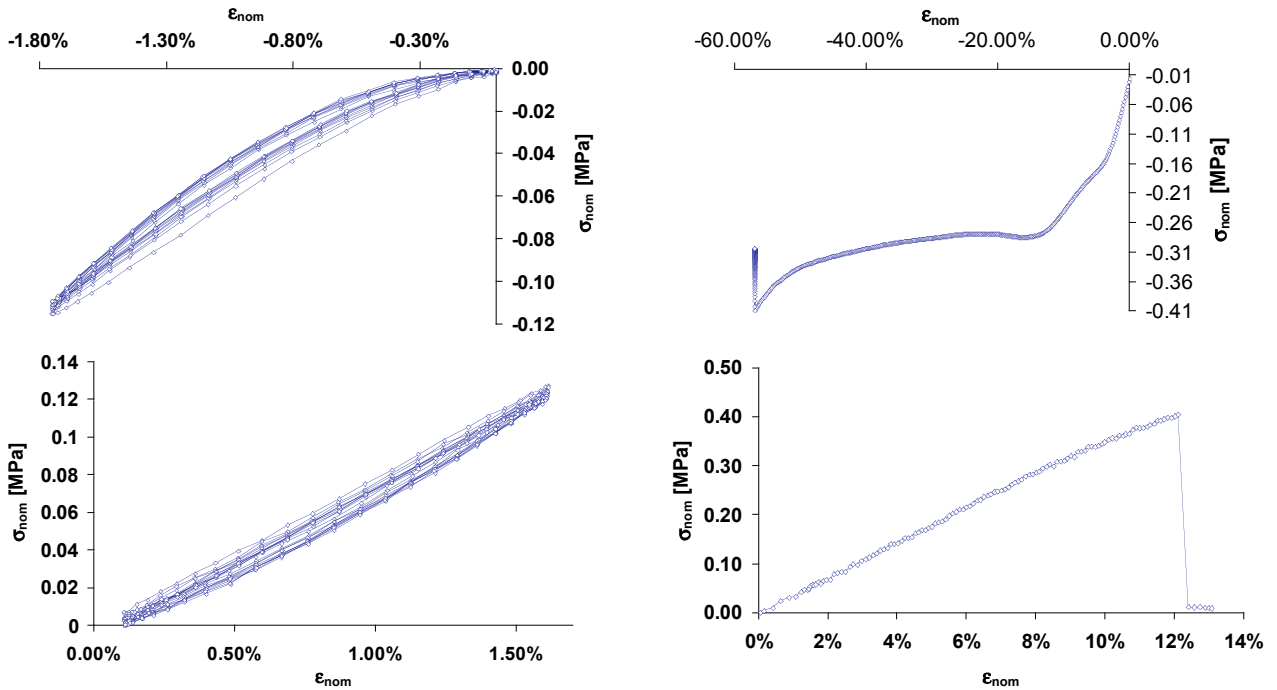 ε_nom
-1.80% -1.30% -0.80% -0.30%
0.00
-0.02
-0.04
-0.06
-0.08
-0.10
-0.12
σ_nom [MPa]
ε_nom
-60.00% -40.00% -20.00% 0.00%
-0.01
-0.06
-0.11
-0.16
-0.21
-0.26
-0.31
-0.36
-0.41
σ_nom [MPa]
0.14
0.12
0.1
0.08
0.06
0.04
0.02
0
σ_nom [MPa]
0.00% 0.50% 1.00% 1.50%
ε_nom
0.50
0.40
0.30
0.20
0.10
0.00
σ_nom [MPa]
0% 2% 4% 6% 8% 10% 12% 14%
ε_nom